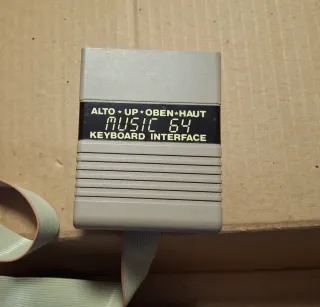 ALTO • UP • OBEN • HAUT
MUSIC 64
KEYBOARD INTERFACE